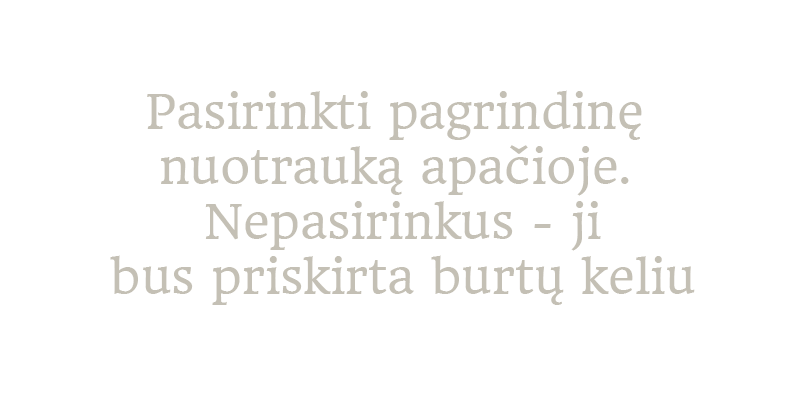 Pasirinkti pagrindinę
nuotrauką apačioje.
Nepasirinkus - ji
bus priskirta burtų keliu